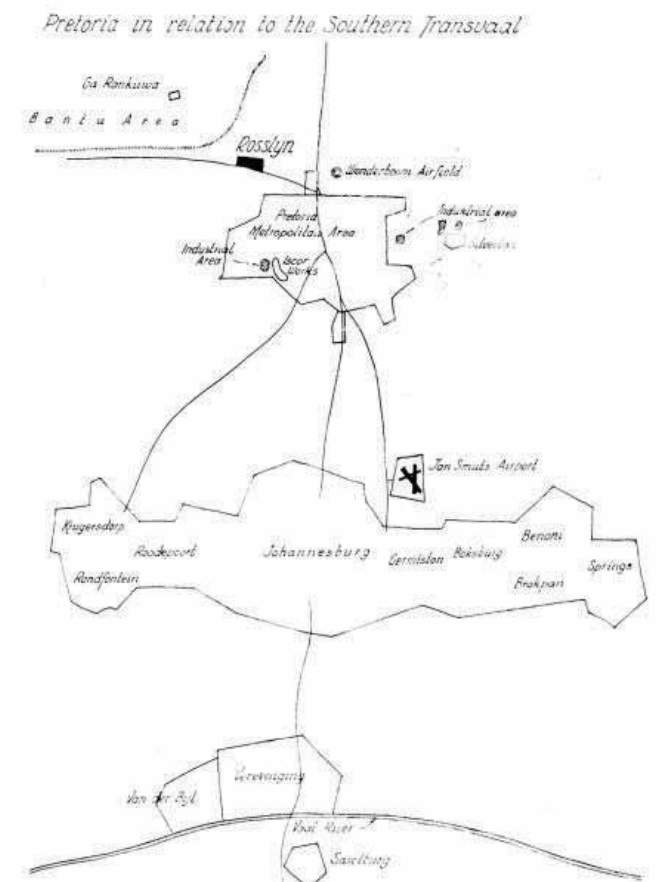 Pretoria in relation to the Southern Transvaal
Ga Rankuwa
Bantu Area
Rosslyn
Wonderboom Airfield
Pretoria
Metropolitan Area
Industrial area
Industrial
Area
Iscor
Works
Jan Smuts Airport
Krugersdorp
Roodepoort
Randfontein
Johannesburg
Germiston
Boksburg
Benoni
Brakpan
Springs
Vereeniging
Van der Bijl
Vaal River
Sasolburg